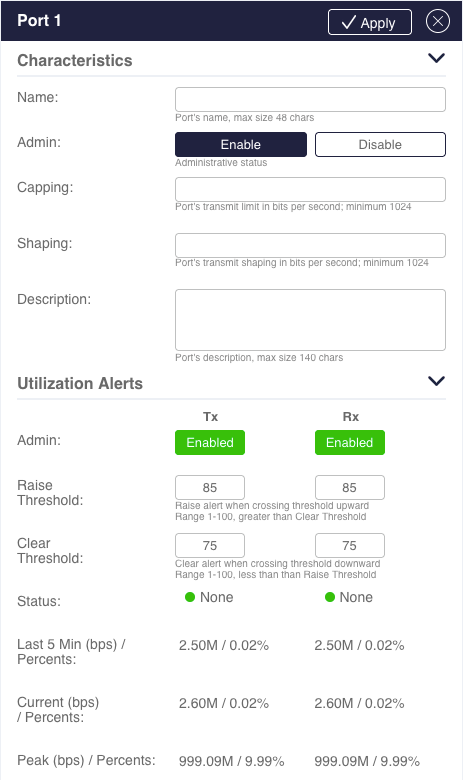 Port 1
Apply
Characteristics
Name:
Port's name, max size 48 chars
Admin:
Enable
Disable
Administrative status
Capping:
Port's transmit limit in bits per second; minimum 1024
Shaping:
Port's transmit shaping in bits per second; minimum 1024
Description:
Port's description, max size 140 chars
Utilization Alerts
Tx Rx
Admin: Enabled Enabled
Raise
Threshold:
85 85
Raise alert when crossing threshold upward
Range 1-100, greater than Clear Threshold
Clear
Threshold:
75 75
Clear alert when crossing threshold downward
Range 1-100, less than than Raise Threshold
Status: None None
Last 5 Min (bps) /
Percents:
2.50M / 0.02% 2.50M / 0.02%
Current (bps)
/ Percents:
2.60M / 0.02% 2.60M / 0.02%
Peak (bps) / Percents: 999.09M / 9.99% 999.09M / 9.99%